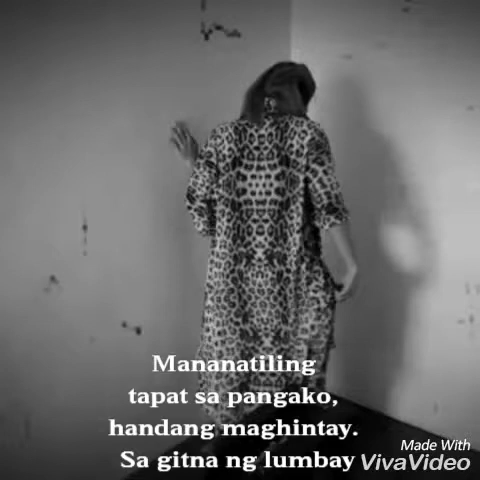 Mananatiling
tapat sa pangako,
handang maghintay.
Sa gitna ng lumbay
Made With
VivaVideo